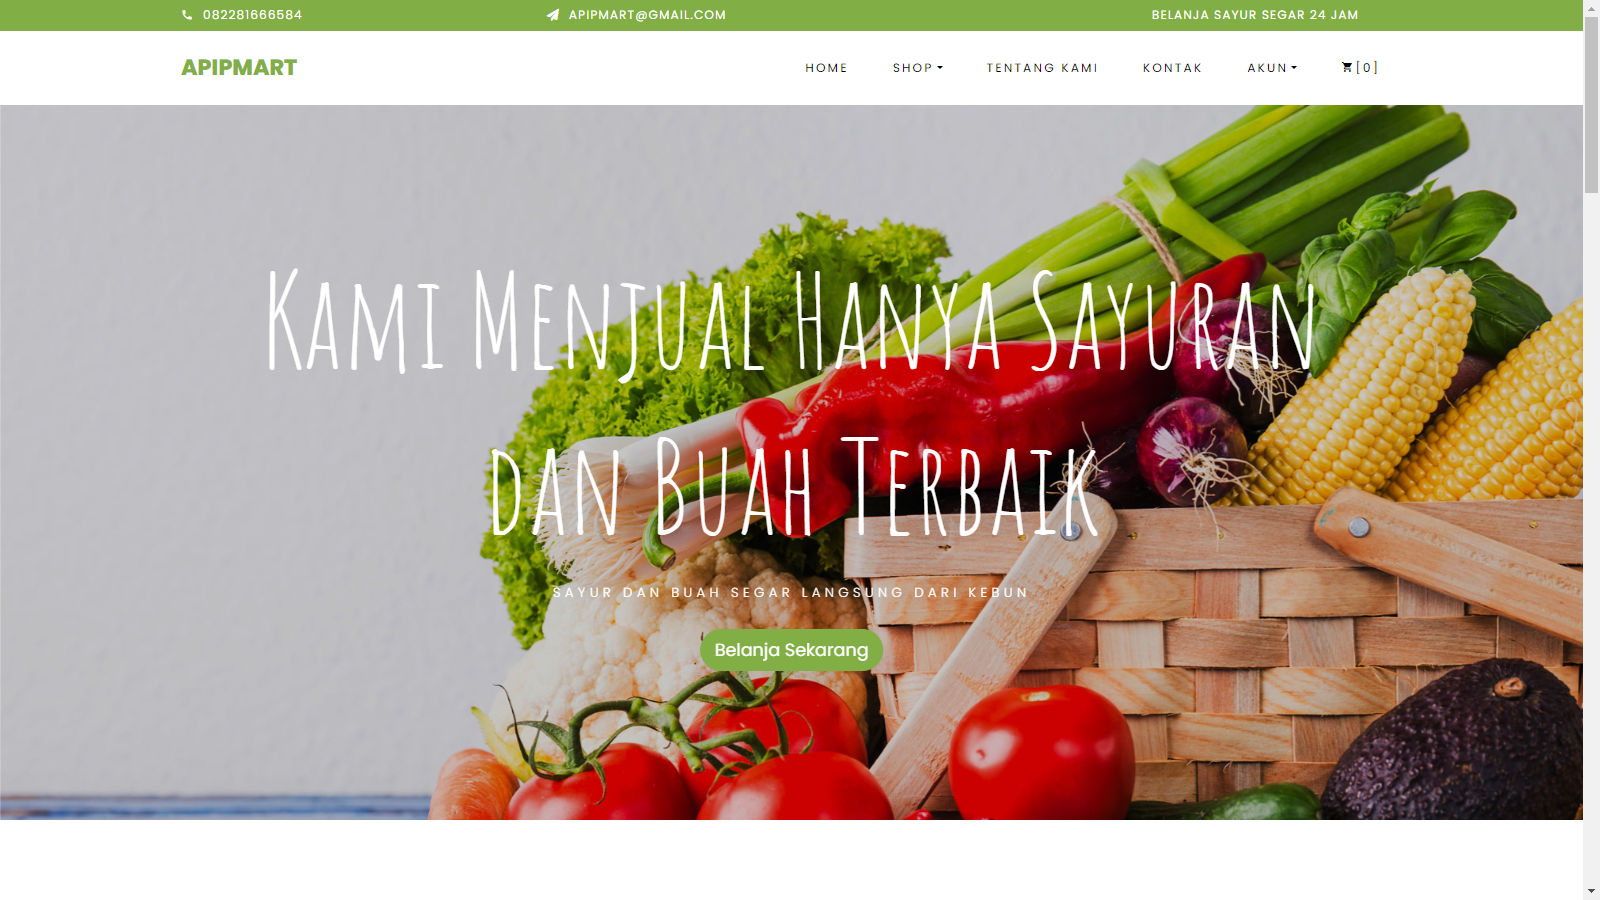 082281666584
APIPMART@GMAIL.COM
BELANJA SAYUR SEGAR 24 JAM
APIPMART
HOME
SHOP
TENTANG KAMI
KONTAK
AKUN
[0]
KAMI MENJUAL HANYA SAYURAN
DAN BUAH TERBAIK
SAYUR DAN BUAH SEGAR LANGSUNG DARI KEBUN
Belanja Sekarang